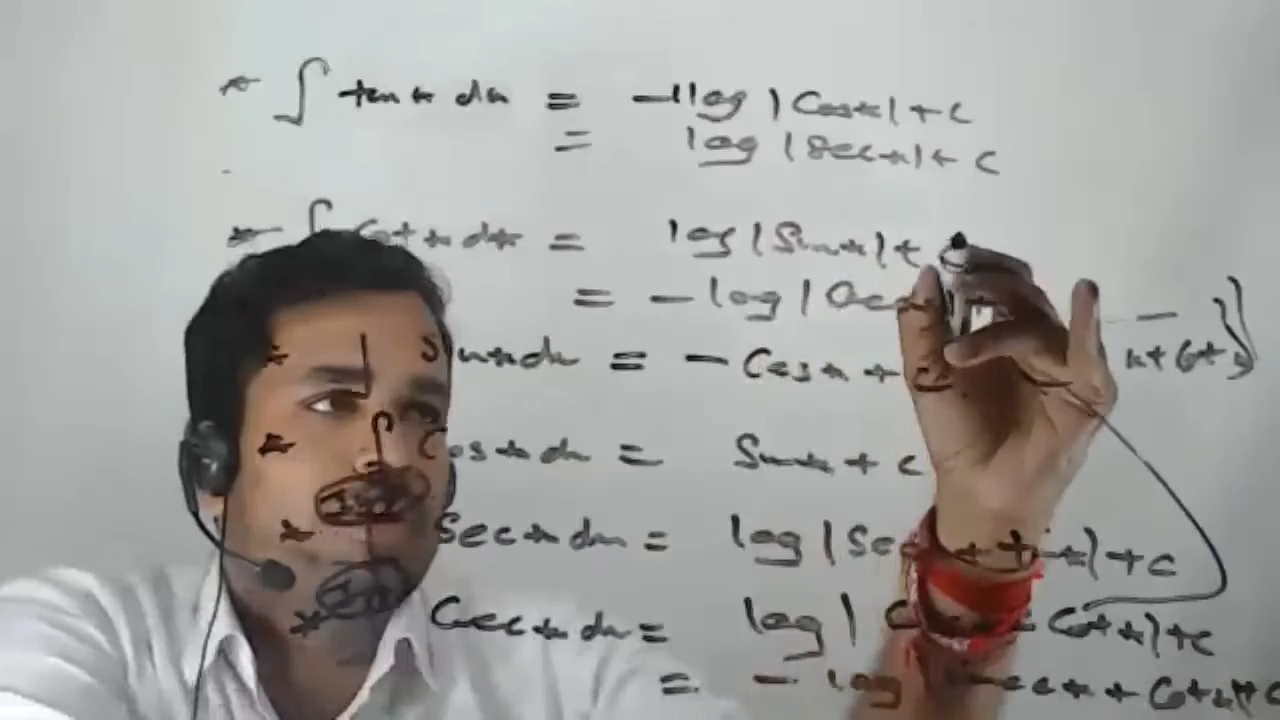 * ∫ tan x dx = - log |Cos x| + C
= log |Sec x| + C
* ∫ Cot x dx = log |Sin x| + C
= - log | Cosec
* ∫ Sin x dx = - Cos x + C
x + Cot x
* ∫ Cos x dx = Sin x + C
* Sec x dx = log |Sec x + tan x| + C
* Cosec x dx = log | Cot x| + C
= - log Cosec x + Cot x| + C